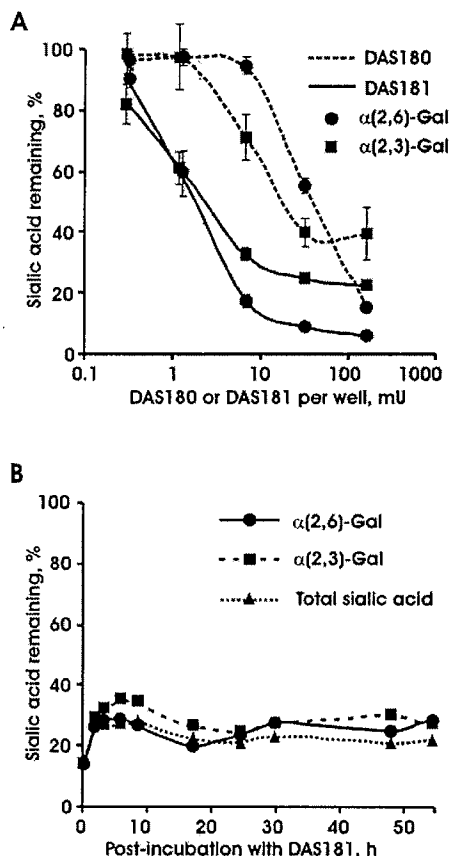 A
100
80
60
40
20
0
Sialic acid remaining, %
DAS180
DAS181
α(2,6)-Gal
α(2,3)-Gal
0.1 1 10 100 1000
DAS180 or DAS181 per well, mU
B
100
80
60
40
20
0
Sialic acid remaining, %
α(2,6)-Gal
α(2,3)-Gal
Total sialic acid
0 10 20 30 40 50
Post-incubation with DAS181, h